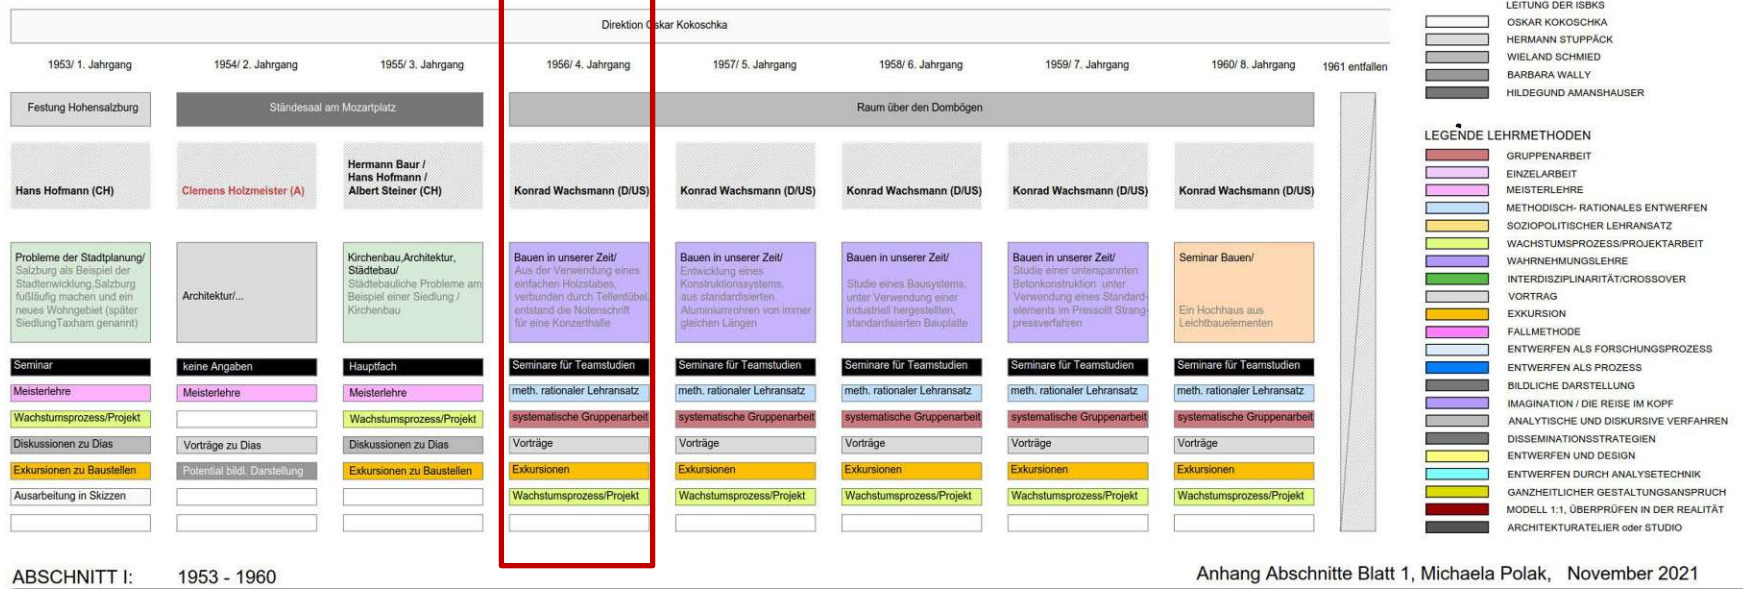 Direktion Oskar Kokoschka
1953/ 1. Jahrgang
1954/ 2. Jahrgang
1955/ 3. Jahrgang
1956/ 4. Jahrgang
1957/ 5. Jahrgang
1958/ 6. Jahrgang
1959/ 7. Jahrgang
1960/ 8. Jahrgang
1961 entfallen
Festung Hohensalzburg
Ständesaal am Mozartplatz
Raum über den Dombögen
Hans Hofmann (CH)
Clemens Holzmeister (A)
Hermann Baur /
Hans Hofmann /
Albert Steiner (CH)
Konrad Wachsmann (D/US)
Konrad Wachsmann (D/US)
Konrad Wachsmann (D/US)
Konrad Wachsmann (D/US)
Konrad Wachsmann (D/US)
Probleme der Stadtplanung/
Salzburg als Beispiel der
Stadtenwicklung,Salzburg
fußläufig machen und ein
neues Wohngebiet (später
SiedlungTaxham genannt)
Architektur/...
Kirchenbau,Architektur,
Städtebau/
Städtebauliche Probleme am
Beispiel einer Siedlung /
Kirchenbau
Bauen in unserer Zeit/
Aus der Verwendung eines
einfachen Holzstabes,
verbunden durch Tellerdübel,
entstand die Notenschrift
für eine Konzerthalle
Bauen in unserer Zeit/
Entwicklung eines
Konstruktionssystems,
aus standardisierten
Aluminiumrohren von immer
gleichen Längen
Bauen in unserer Zeit/
Studie eines Bausystems,
unter Verwendung einer
industriell hergestellten,
standardisierten Bauplatte
Bauen in unserer Zeit/
Studie einer unterspannten
Betonkonstruktion unter
Verwendung eines Standard-
elements im Pressolit Strang-
pressverfahren
Seminar Bauen/
Ein Hochhaus aus
Leichtbauelementen
Seminar
keine Angaben
Hauptfach
Seminare für Teamstudien
Seminare für Teamstudien
Seminare für Teamstudien
Seminare für Teamstudien
Seminare für Teamstudien
Meisterlehre
Meisterlehre
Meisterlehre
meth. rationaler Lehransatz
meth. rationaler Lehransatz
meth. rationaler Lehransatz
meth. rationaler Lehransatz
meth. rationaler Lehransatz
Wachstumsprozess/Projekt
Wachstumsprozess/Projekt
systematische Gruppenarbeit
systematische Gruppenarbeit
systematische Gruppenarbeit
systematische Gruppenarbeit
systematische Gruppenarbeit
Diskussionen zu Dias
Vorträge zu Dias
Diskussionen zu Dias
Vorträge
Vorträge
Vorträge
Vorträge
Vorträge
Exkursionen zu Baustellen
Potential bildl. Darstellung
Exkursionen zu Baustellen
Exkursionen
Exkursionen
Exkursionen
Exkursionen
Exkursionen
Ausarbeitung in Skizzen
Wachstumsprozess/Projekt
Wachstumsprozess/Projekt
Wachstumsprozess/Projekt
Wachstumsprozess/Projekt
Wachstumsprozess/Projekt
LEITUNG DER ISBKS
OSKAR KOKOSCHKA
HERMANN STUPPÄCK
WIELAND SCHMIED
BARBARA WALLY
HILDEGUND AMANSHAUSER
LEGENDE LEHRMETHODEN
GRUPPENARBEIT
EINZELARBEIT
MEISTERLEHRE
METHODISCH- RATIONALES ENTWERFEN
SOZIOPOLITISCHER LEHRANSATZ
WACHSTUMSPROZESS/PROJEKTARBEIT
WAHRNEHMUNGSLEHRE
INTERDISZIPLINARITÄT/CROSSOVER
VORTRAG
EXKURSION
FALLMETHODE
ENTWERFEN ALS FORSCHUNGSPROZESS
ENTWERFEN ALS PROZESS
BILDLICHE DARSTELLUNG
IMAGINATION / DIE REISE IM KOPF
ANALYTISCHE UND DISKURSIVE VERFAHREN
DISSEMINATIONSSTRATEGIEN
ENTWERFEN UND DESIGN
ENTWERFEN DURCH ANALYSETECHNIK
GANZHEITLICHER GESTALTUNGSANSPRUCH
MODELL 1:1, ÜBERPRÜFEN IN DER REALITÄT
ARCHITEKTURATELIER oder STUDIO
ABSCHNITT I: 1953 - 1960
Anhang Abschnitte Blatt 1, Michaela Polak, November 2021